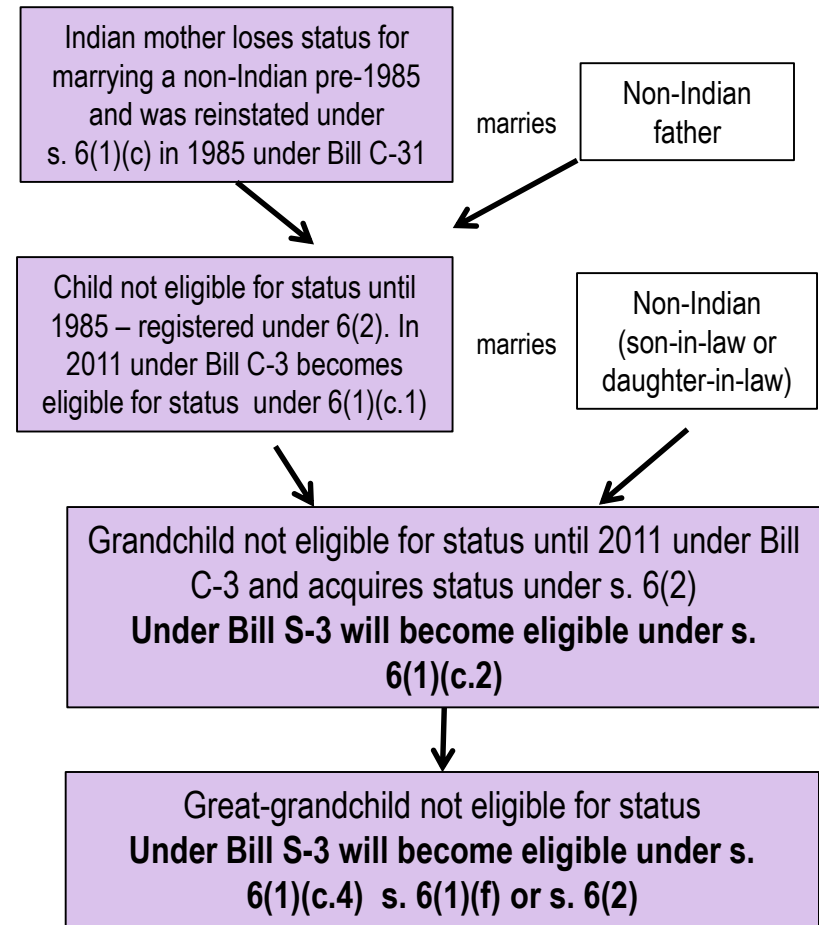 Indian mother loses status for
marrying a non-Indian pre-1985
and was reinstated under
s. 6(1)(c) in 1985 under Bill C-31
marries
Non-Indian
father
Child not eligible for status until
1985 – registered under 6(2). In
2011 under Bill C-3 becomes
eligible for status under 6(1)(c.1)
marries
Non-Indian
(son-in-law or
daughter-in-law)
Grandchild not eligible for status until 2011 under Bill
C-3 and acquires status under s. 6(2)
Under Bill S-3 will become eligible under s.
6(1)(c.2)
Great-grandchild not eligible for status
Under Bill S-3 will become eligible under s.
6(1)(c.4) s. 6(1)(f) or s. 6(2)